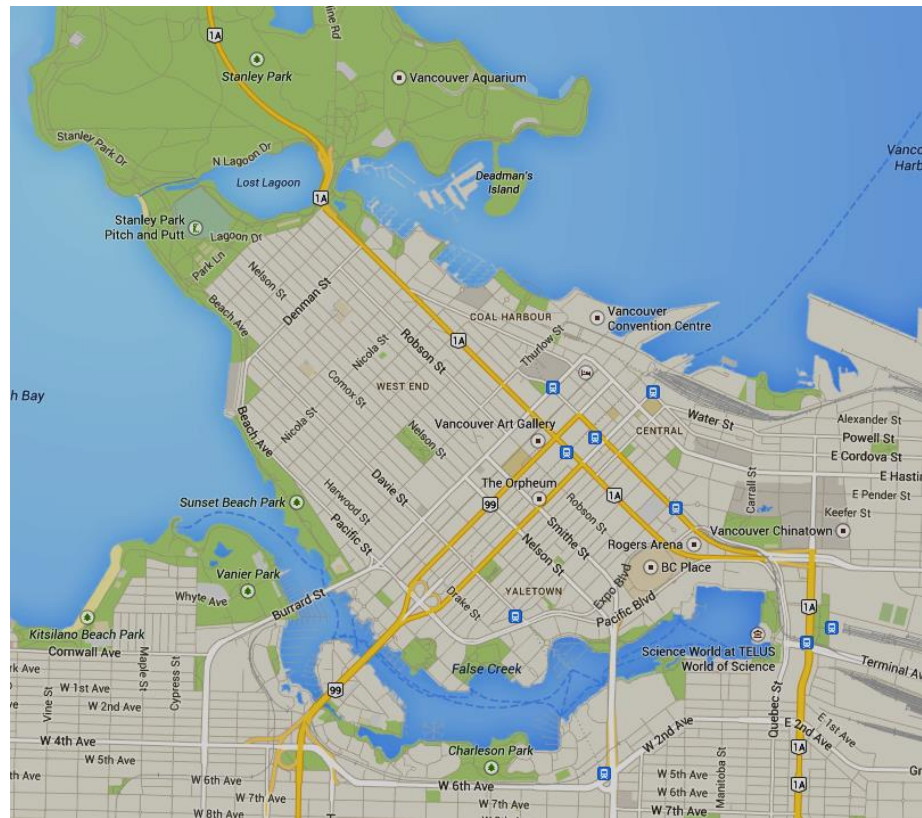 1A
Stanley Park
Vancouver Aquarium
Stanley Park Dr
N Lagoon Dr
Lost Lagoon
Deadman's
Island
1A
Stanley Park
Pitch and Putt
Lagoon Dr
Park Ln
Nelson St
Denman St
Beach Ave
COAL HARBOUR
Vancouver
Convention Centre
Thurlow St
1A
Robson St
Nicola St
Comox St
WEST END
h Bay
Nicola St
Beach Ave
Nelson St
Vancouver Art Gallery
CENTRAL
Water St
Alexander St
Powell St
E Cordova St
E Hastin
E Pender St
Keefer St
Carrall St
Davie St
Harwood St
The Orpheum
99
Robson St
1A
Sunset Beach Park
Pacific St
Smithe St
Nelson St
Vancouver Chinatown
Rogers Arena
BC Place
Expo Blvd
Pacific Blvd
YALETOWN
Drake St
Vanier Park
Whyte Ave
Burrard St
Kitsilano Beach Park
Cornwall Ave
1A
Science World at TELUS
World of Science
Terminal Av
False Creek
99
Maple St
Cypress St
Vine St
rk Ave
W 1st Ave
W 2nd Ave
W 4th Ave
W 5th Ave
W 6th Ave
W 7th Ave
W 8th Ave
Charleson Park
W 6th Ave
W 7th Ave
W 2nd Ave
W 5th Ave
W 6th Ave
W 7th Ave
Manitoba St
Quebec St
E 2nd Ave
E 1st Ave
1A
1A
Gr